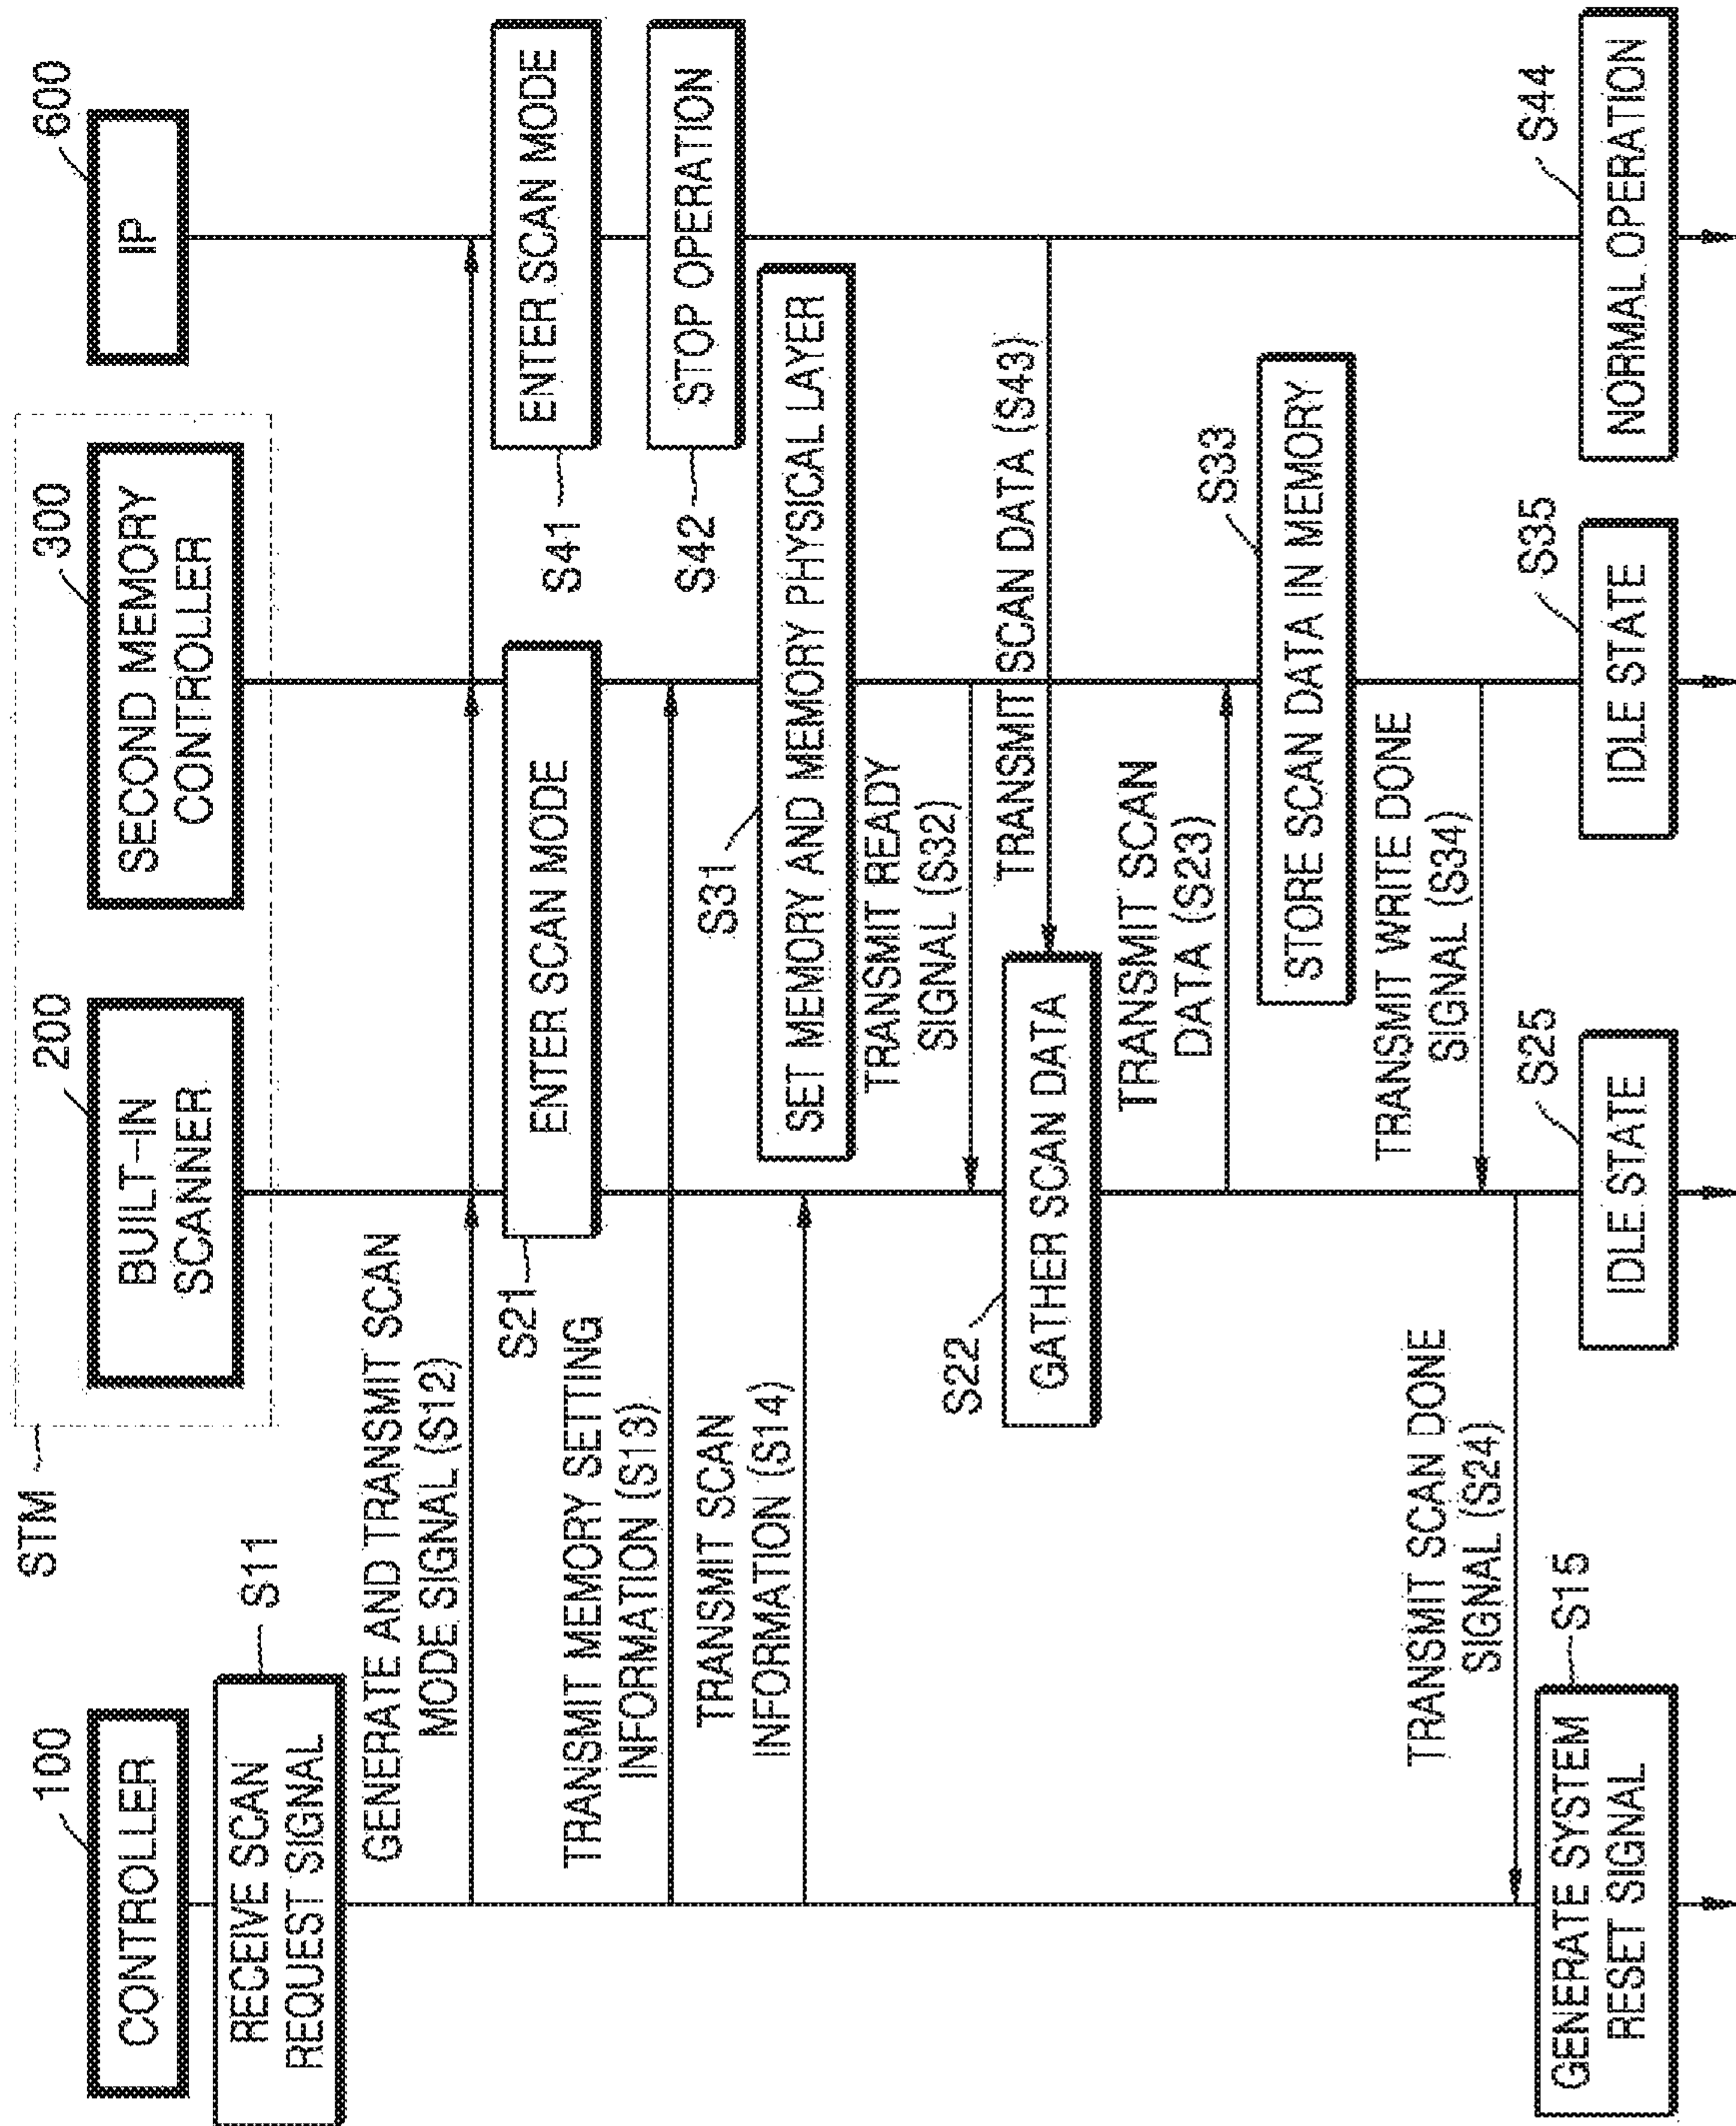 STM
100
200
300
600
CONTROLLER
BUILT-IN
SCANNER
SECOND MEMORY
CONTROLLER
IP
RECEIVE SCAN
REQUEST SIGNAL
S11
GENERATE AND TRANSMIT SCAN
MODE SIGNAL (S12)
S21
ENTER SCAN MODE
ENTER SCAN MODE
S41
TRANSMIT MEMORY SETTING
INFORMATION (S13)
STOP OPERATION
S42
TRANSMIT SCAN
INFORMATION (S14)
S31
SET MEMORY AND MEMORY PHYSICAL LAYER
TRANSMIT READY
SIGNAL (S32)
TRANSMIT SCAN DATA (S43)
S22
GATHER SCAN DATA
TRANSMIT SCAN
DATA (S23)
S33
STORE SCAN DATA IN MEMORY
TRANSMIT WRITE DONE
SIGNAL (S34)
TRANSMIT SCAN DONE
SIGNAL (S24)
S15
S25
S35
S44
GENERATE SYSTEM
RESET SIGNAL
IDLE STATE
IDLE STATE
NORMAL OPERATION